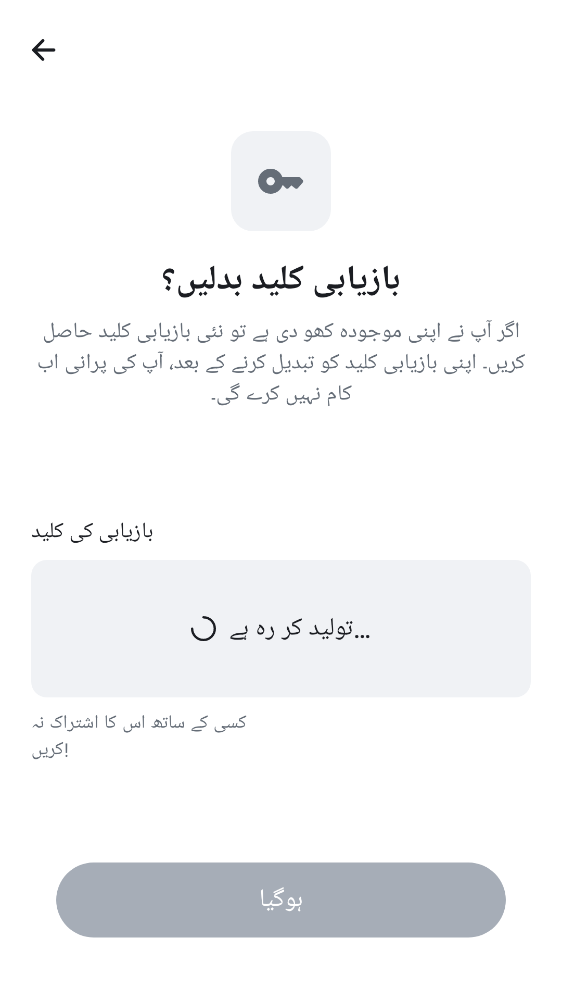 بازیابی کلید بدلیں؟
اگر آپ نے اپنی موجودہ کھو دی ہے تو نئی بازیابی کلید حاصل
کریں۔ اپنی بازیابی کلید کو تبدیل کرنے کے بعد، آپ کی پرانی اب
کام نہیں کرے گی۔
بازیابی کی کلید
تولید کر رہ ہے...
کسی کے ساتھ اس کا اشتراک نہ
کریں!
ہوگیا